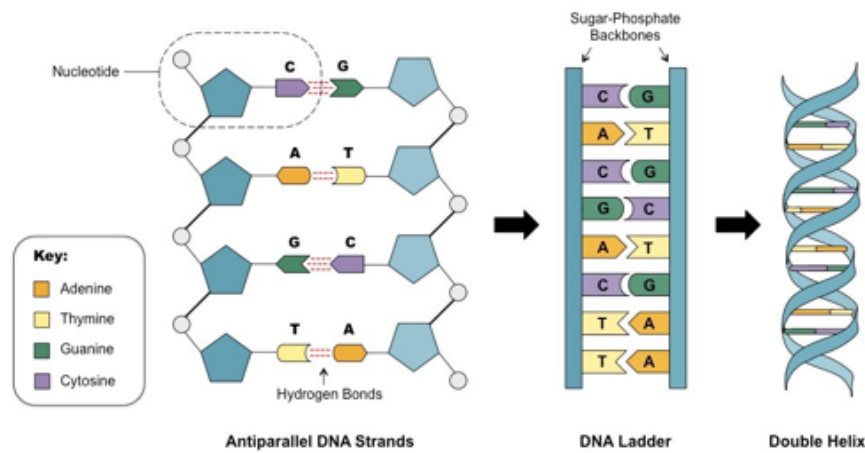 Nucleotide
C G
A T
G C
T A
Hydrogen Bonds
Key:
Adenine
Thymine
Guanine
Cytosine
Antiparallel DNA Strands
Sugar-Phosphate
Backbones
C G
A T
C G
G C
A T
C G
T A
T A
DNA Ladder
Double Helix